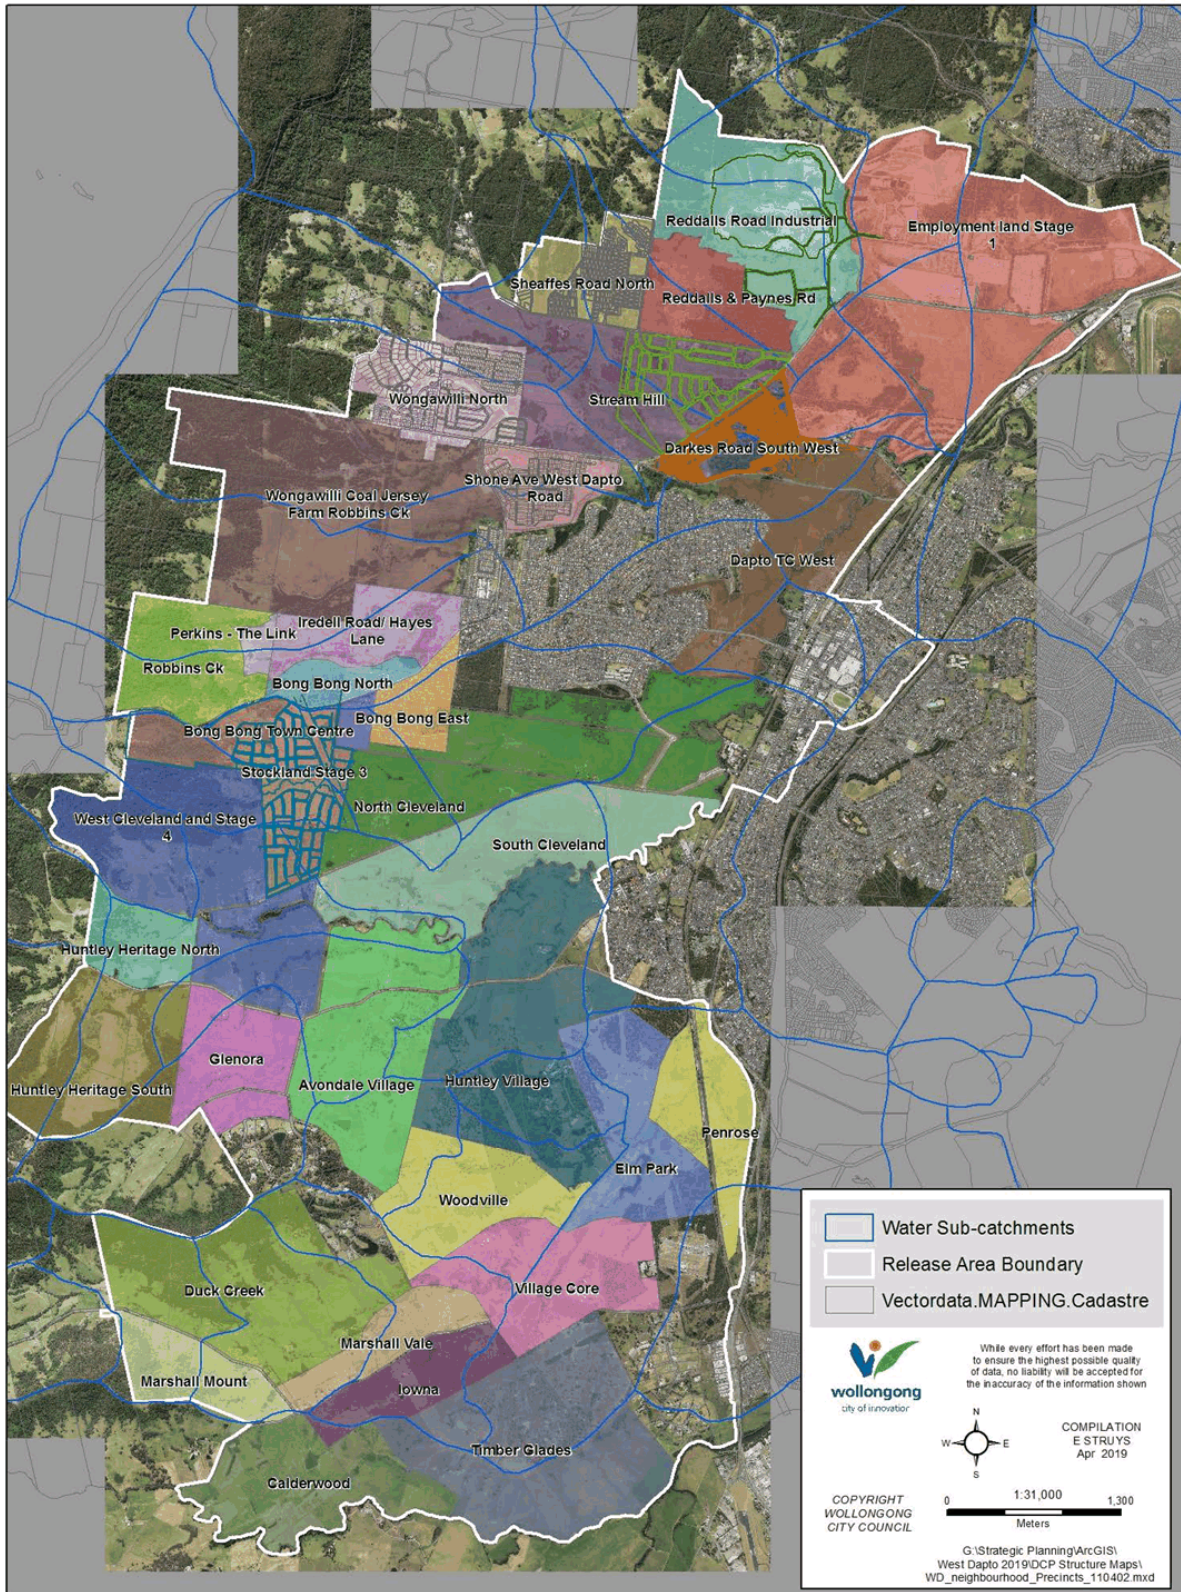 Reddalls Road Industrial
Employment land Stage
1
Sheaffes Road North
Reddalls & Paynes Rd
Wongawilli North
Stream Hill
Darkes Road South West
Shone Ave West Dapto
Road
Wongawilli Coal Jersey
Farm Robbins Ck
Dapto TC West
Perkins - The Link
Iredell Road/ Hayes
Lane
Robbins Ck
Bong Bong North
Bong Bong East
Bong Bong Town Centre
Stockland Stage 3
North Cleveland
West Cleveland and Stage
4
South Cleveland
Huntley Heritage North
Glenora
Huntley Heritage South
Avondale Village
Huntley Village
Penrose
Elm Park
Woodville
Duck Creek
Village Core
Marshall Vale
Marshall Mount
Iowna
Timber Glades
Calderwood
Water Sub-catchments
Release Area Boundary
Vectordata.MAPPING.Cadastre
wollongong
city of innovation
While every effort has been made
to ensure the highest possible quality
of data, no liability will be accepted for
the inaccuracy of the information shown
N
W E
S
COMPILATION
E STRUYS
Apr 2019
COPYRIGHT
WOLLONGONG
CITY COUNCIL
1:31,000
0 1,300
Meters
G:\Strategic Planning\ArcGIS\
West Dapto 2019\DCP Structure Maps\
WD_neighbourhood_Precincts_110402.mxd